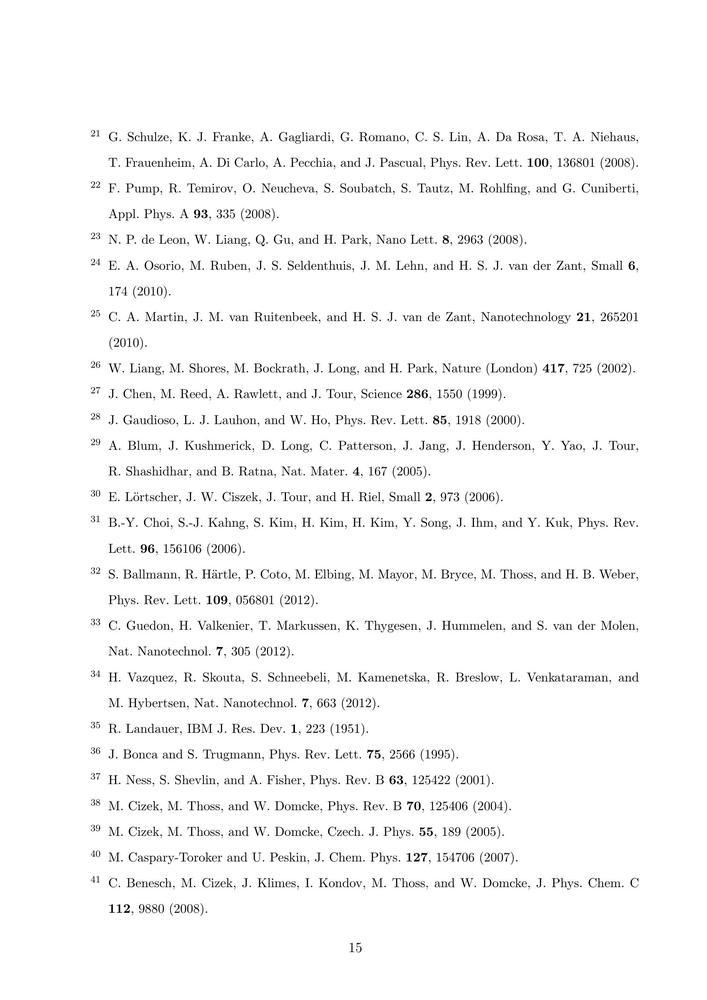 21 G. Schulze, K. J. Franke, A. Gagliardi, G. Romano, C. S. Lin, A. Da Rosa, T. A. Niehaus,
T. Frauenheim, A. Di Carlo, A. Pecchia, and J. Pascual, Phys. Rev. Lett. 100, 136801 (2008).
22 F. Pump, R. Temirov, O. Neucheva, S. Soubatch, S. Tautz, M. Rohlfing, and G. Cuniberti,
Appl. Phys. A 93, 335 (2008).
23 N. P. de Leon, W. Liang, Q. Gu, and H. Park, Nano Lett. 8, 2963 (2008).
24 E. A. Osorio, M. Ruben, J. S. Seldenthuis, J. M. Lehn, and H. S. J. van der Zant, Small 6,
174 (2010).
25 C. A. Martin, J. M. van Ruitenbeek, and H. S. J. van de Zant, Nanotechnology 21, 265201
(2010).
26 W. Liang, M. Shores, M. Bockrath, J. Long, and H. Park, Nature (London) 417, 725 (2002).
27 J. Chen, M. Reed, A. Rawlett, and J. Tour, Science 286, 1550 (1999).
28 J. Gaudioso, L. J. Lauhon, and W. Ho, Phys. Rev. Lett. 85, 1918 (2000).
29 A. Blum, J. Kushmerick, D. Long, C. Patterson, J. Jang, J. Henderson, Y. Yao, J. Tour,
R. Shashidhar, and B. Ratna, Nat. Mater. 4, 167 (2005).
30 E. Lörtscher, J. W. Ciszek, J. Tour, and H. Riel, Small 2, 973 (2006).
31 B.-Y. Choi, S.-J. Kahng, S. Kim, H. Kim, H. Kim, Y. Song, J. Ihm, and Y. Kuk, Phys. Rev.
Lett. 96, 156106 (2006).
32 S. Ballmann, R. Härtle, P. Coto, M. Elbing, M. Mayor, M. Bryce, M. Thoss, and H. B. Weber,
Phys. Rev. Lett. 109, 056801 (2012).
33 C. Guedon, H. Valkenier, T. Markussen, K. Thygesen, J. Hummelen, and S. van der Molen,
Nat. Nanotechnol. 7, 305 (2012).
34 H. Vazquez, R. Skouta, S. Schneebeli, M. Kamenetska, R. Breslow, L. Venkataraman, and
M. Hybertsen, Nat. Nanotechnol. 7, 663 (2012).
35 R. Landauer, IBM J. Res. Dev. 1, 223 (1951).
36 J. Bonca and S. Trugmann, Phys. Rev. Lett. 75, 2566 (1995).
37 H. Ness, S. Shevlin, and A. Fisher, Phys. Rev. B 63, 125422 (2001).
38 M. Cizek, M. Thoss, and W. Domcke, Phys. Rev. B 70, 125406 (2004).
39 M. Cizek, M. Thoss, and W. Domcke, Czech. J. Phys. 55, 189 (2005).
40 M. Caspary-Toroker and U. Peskin, J. Chem. Phys. 127, 154706 (2007).
41 C. Benesch, M. Cizek, J. Klimes, I. Kondov, M. Thoss, and W. Domcke, J. Phys. Chem. C
112, 9880 (2008).
15